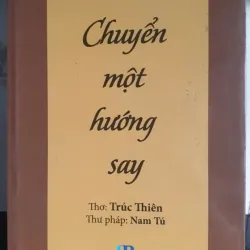 Chuyển
một
hướng
say
Thơ: Trúc Thiên
Thư pháp: Nam Tú